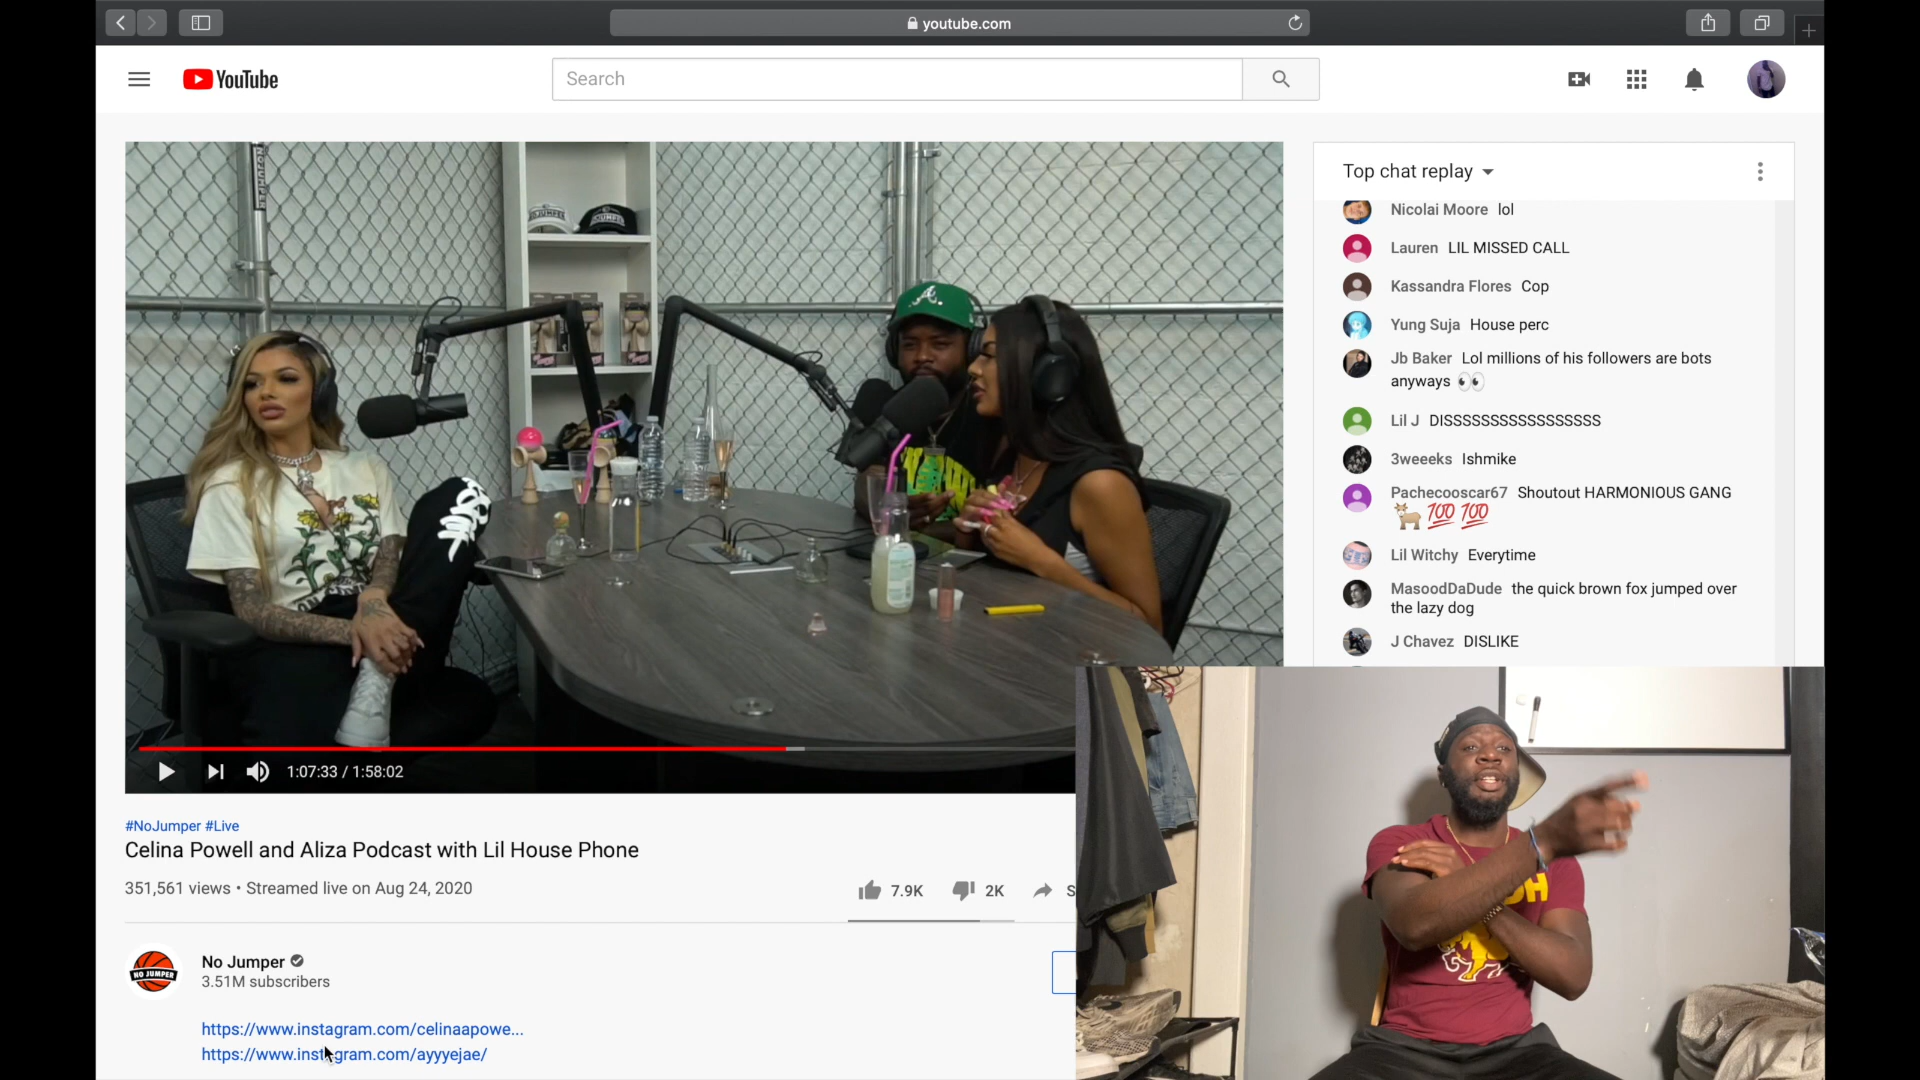 youtube.com
YouTube
Search
Top chat replay
Nicolai Moore lol
Lauren LIL MISSED CALL
Kassandra Flores Cop
Yung Suja House perc
Jb Baker Lol millions of his followers are bots
anyways 👀
Lil J DISSSSSSSSSSSSSSSSS
3weeeks Ishmike
Pachecooscar67 Shoutout HARMONIOUS GANG
🐐 💯 💯
Lil Witchy Everytime
MasoodDaDude the quick brown fox jumped over
the lazy dog
J Chavez DISLIKE
NOJUMPER
1:07:33 / 1:58:02
#NoJumper #Live
Celina Powell and Aliza Podcast with Lil House Phone
351,561 views • Streamed live on Aug 24, 2020
7.9K
2K
S
NO JUMPER
No Jumper
3.51M subscribers
https://www.instagram.com/celinaapowe...
https://www.instagram.com/ayyyejae/